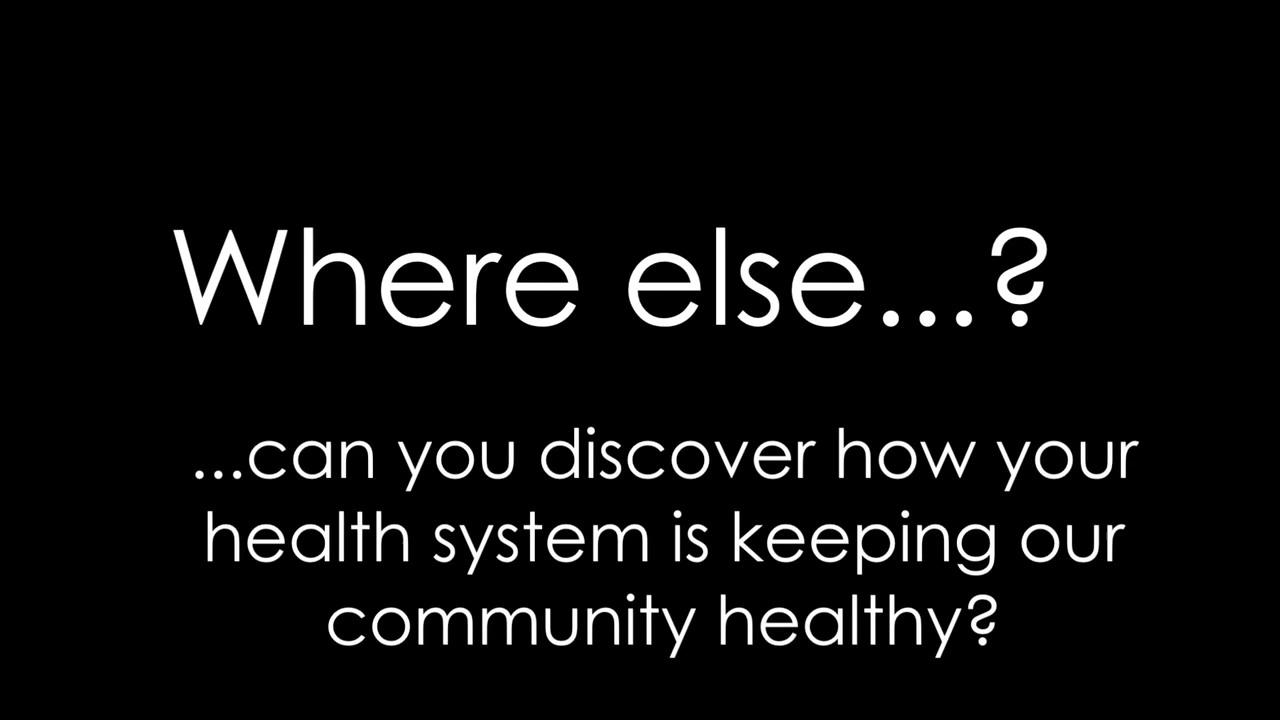 Where else...?
...can you discover how your
health system is keeping our
community healthy?